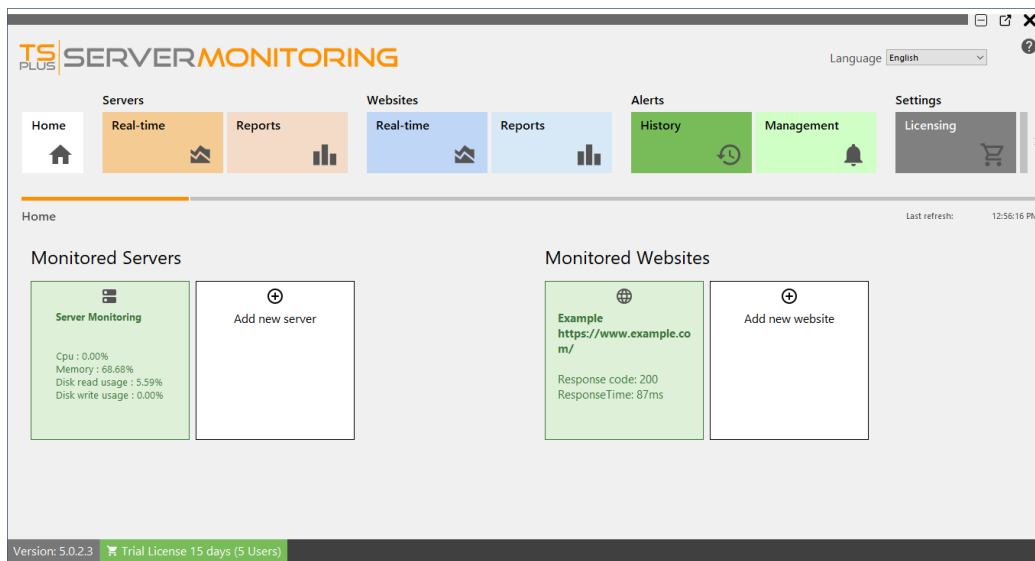 TS PLUS SERVERMONITORING
Language English
Servers Websites Alerts Settings
Home Real-time Reports Real-time Reports History Management Licensing
Home
Last refresh: 12:56:16 PM
Monitored Servers Monitored Websites
Server Monitoring
Cpu : 0.00%
Memory : 68.68%
Disk read usage : 5.59%
Disk write usage : 0.00%
Add new server
Example
https://www.example.co
m/
Response code: 200
ResponseTime: 87ms
Add new website
Version: 5.0.2.3 Trial License 15 days (5 Users)